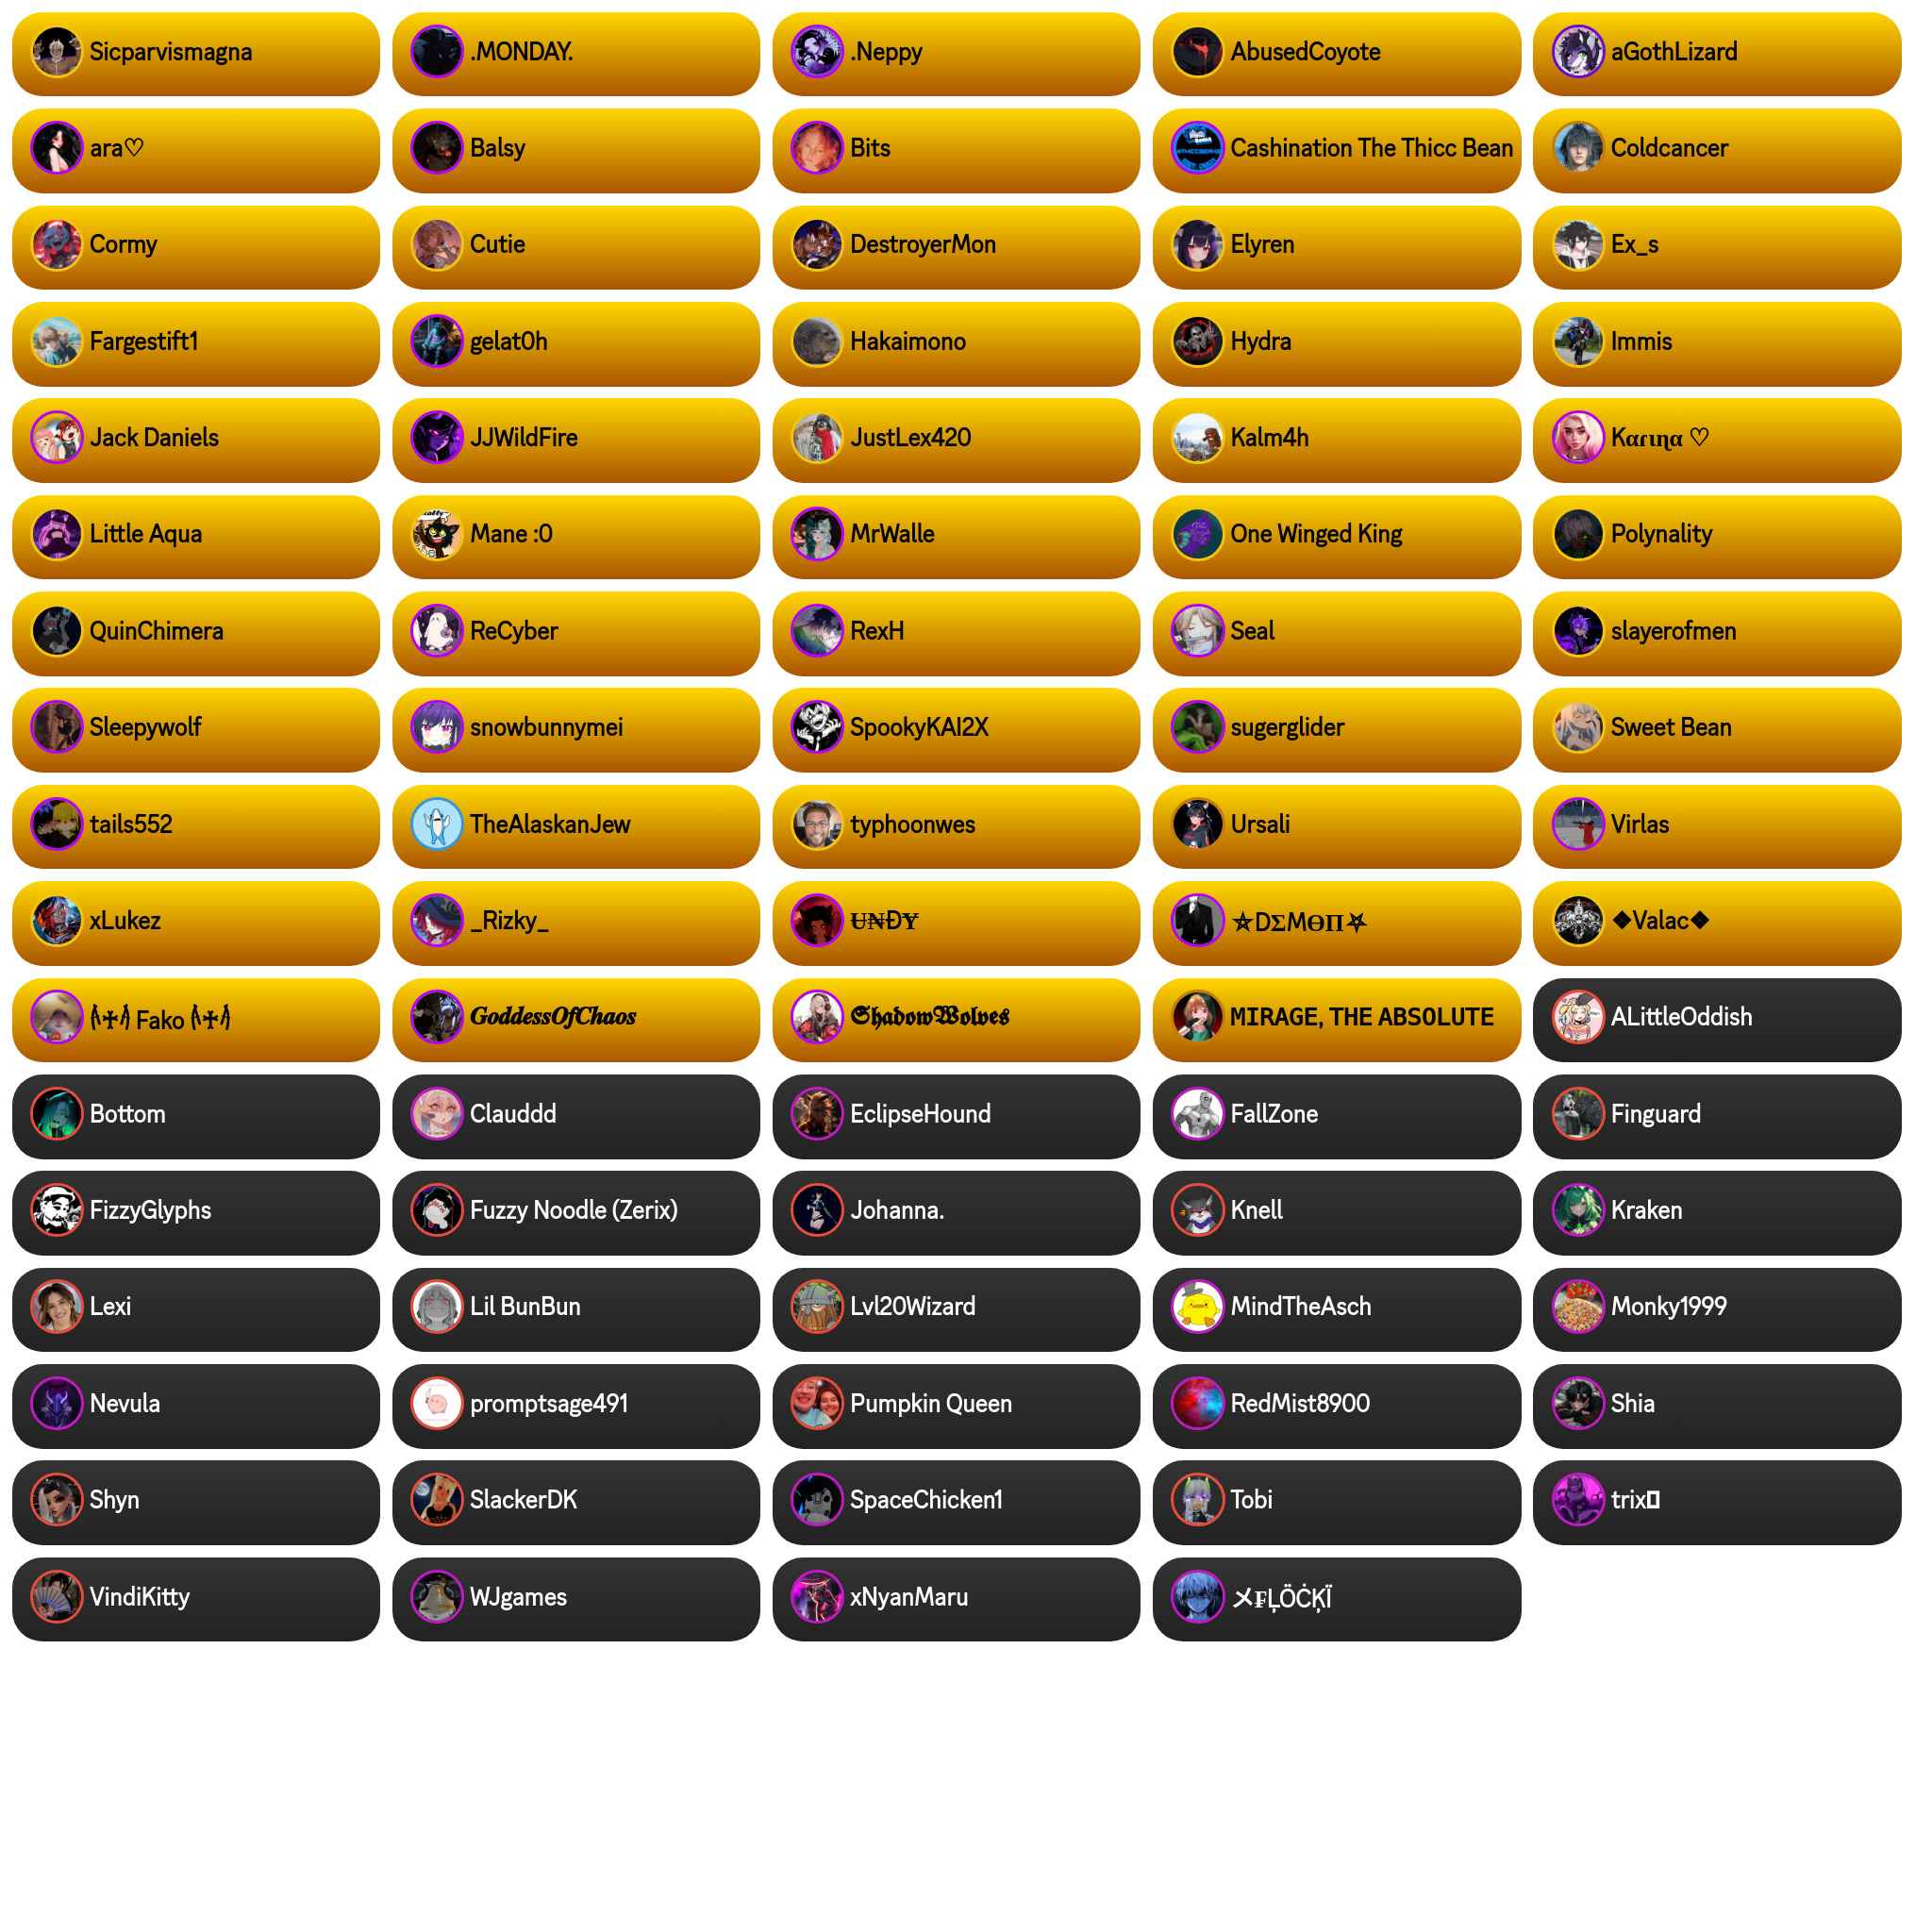 Sicparvismagna
.MONDAY.
.Neppy
AbusedCoyote
aGothLizard
ara♡
Balsy
Bits
Cashination The Thicc Bean
Coldcancer
Cormy
Cutie
DestroyerMon
Elyren
Ex_s
Fargestift1
gelat0h
Hakaimono
Hydra
Immis
Jack Daniels
JJWildFire
JustLex420
Kalm4h
Kαɾιηα ♡
Little Aqua
Mane :0
MrWalle
One Winged King
Polynality
QuinChimera
ReCyber
RexH
Seal
slayerofmen
Sleepywolf
snowbunnymei
SpookyKAI2X
sugerglider
Sweet Bean
tails552
TheAlaskanJew
typhoonwes
Ursali
Virlas
xLukez
_Rizky_
Ʉ₦ĐɎ
⛤DΣMӨΠ⛧
❖Valac❖
Fako
𝑮𝒐𝒅𝒅𝒆𝒔𝒔𝑶𝒇𝑪𝒉𝒂𝒐𝒔
𝕾𝖍𝖆𝖉𝖔𝖜𝖂𝖔𝖑𝖛𝖊𝖘
MIRAGE, THE ABSOLUTE
ALittleOddish
Bottom
Clauddd
EclipseHound
FallZone
Finguard
FizzyGlyphs
Fuzzy Noodle (Zerix)
Johanna.
Knell
Kraken
Lexi
Lil BunBun
Lvl20Wizard
MindTheAsch
Monky1999
Nevula
promptsage491
Pumpkin Queen
RedMist8900
Shia
Shyn
SlackerDK
SpaceChicken1
Tobi
trix
VindiKitty
WJgames
xNyanMaru
メ₣ĻÖĊĶÏ